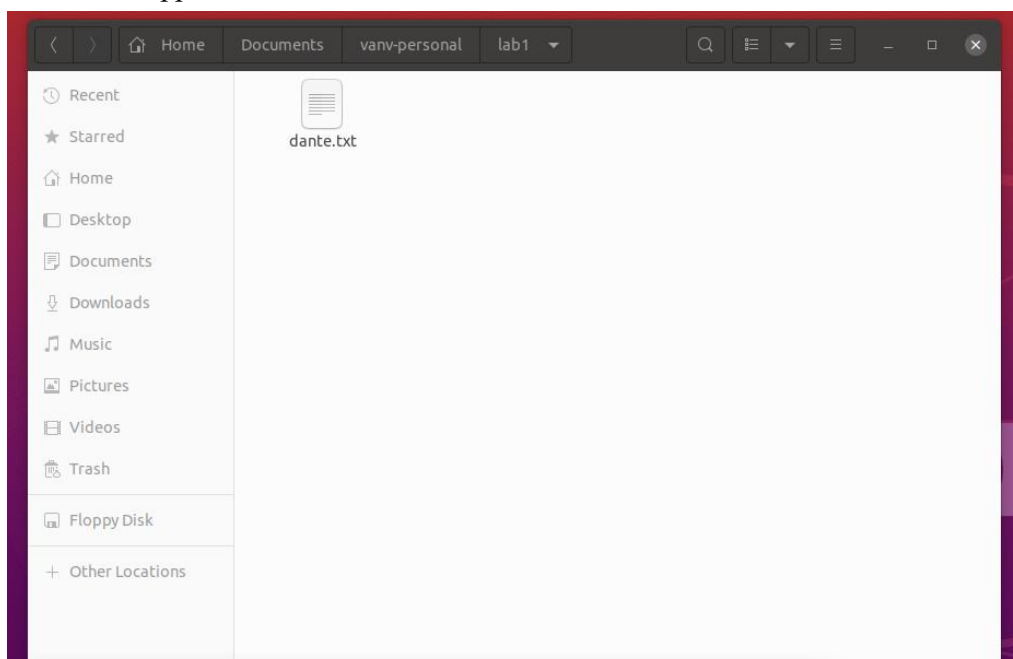 Home Documents vanv-personal lab1
Recent
Starred
dante.txt
Home
Desktop
Documents
Downloads
Music
Pictures
Videos
Trash
Floppy Disk
+ Other Locations